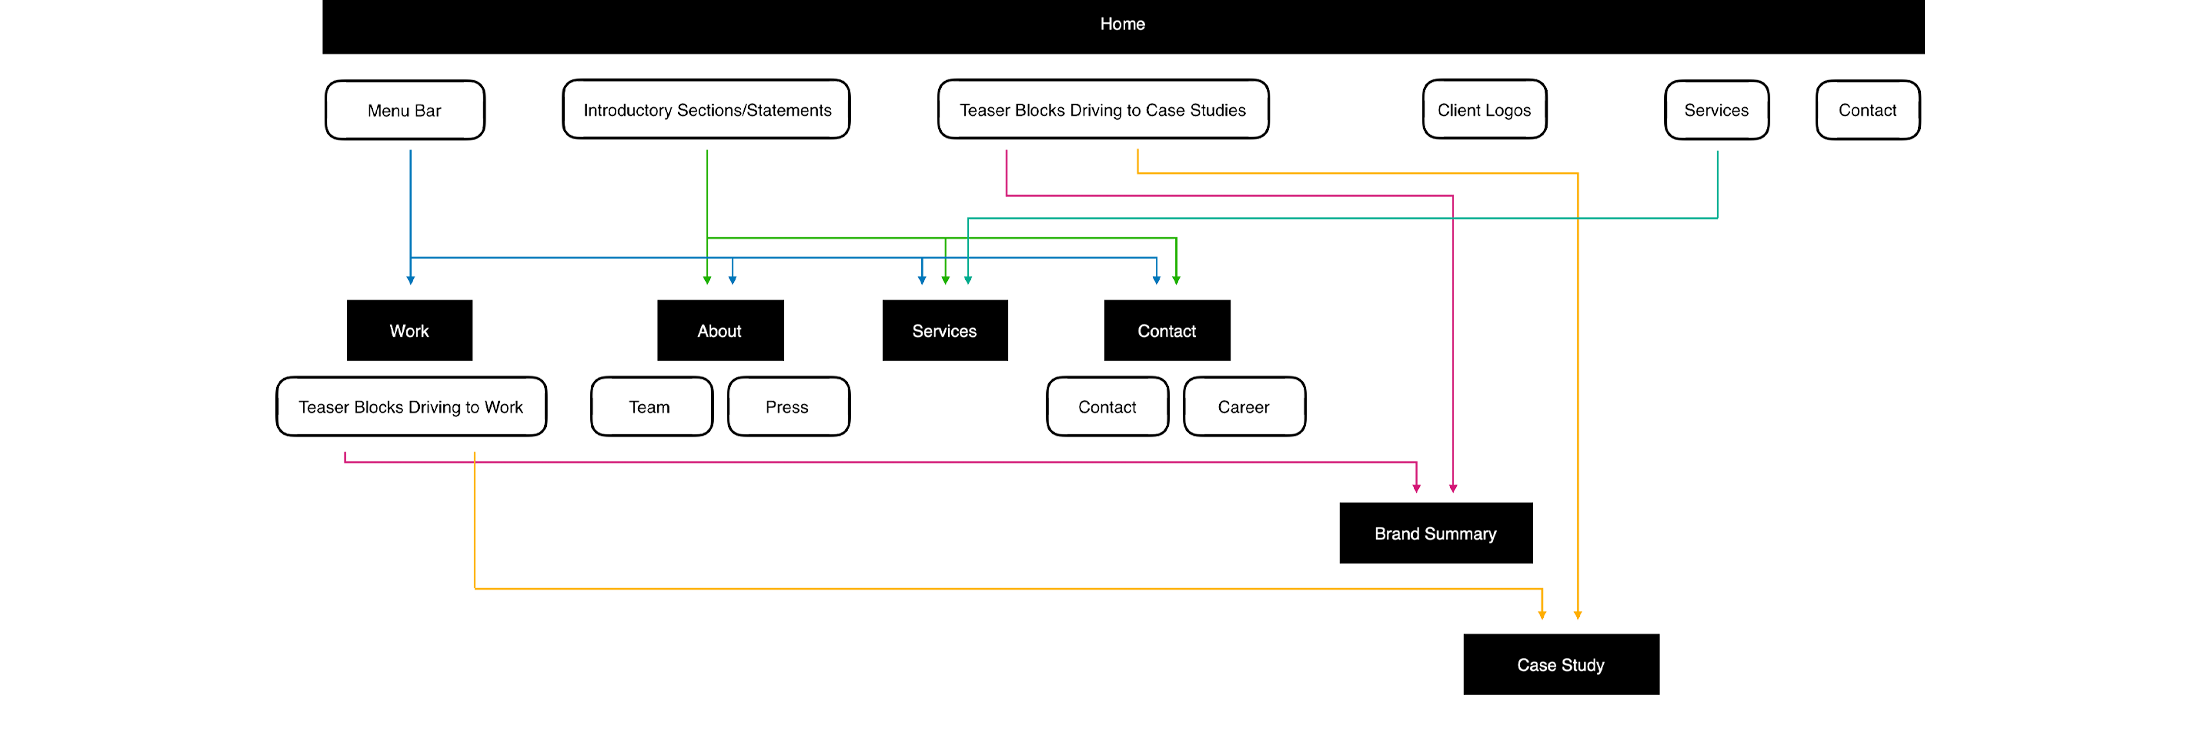 Home
Menu Bar
Introductory Sections/Statements
Teaser Blocks Driving to Case Studies
Client Logos
Services
Contact
Work
About
Services
Contact
Teaser Blocks Driving to Work
Team
Press
Contact
Career
Brand Summary
Case Study